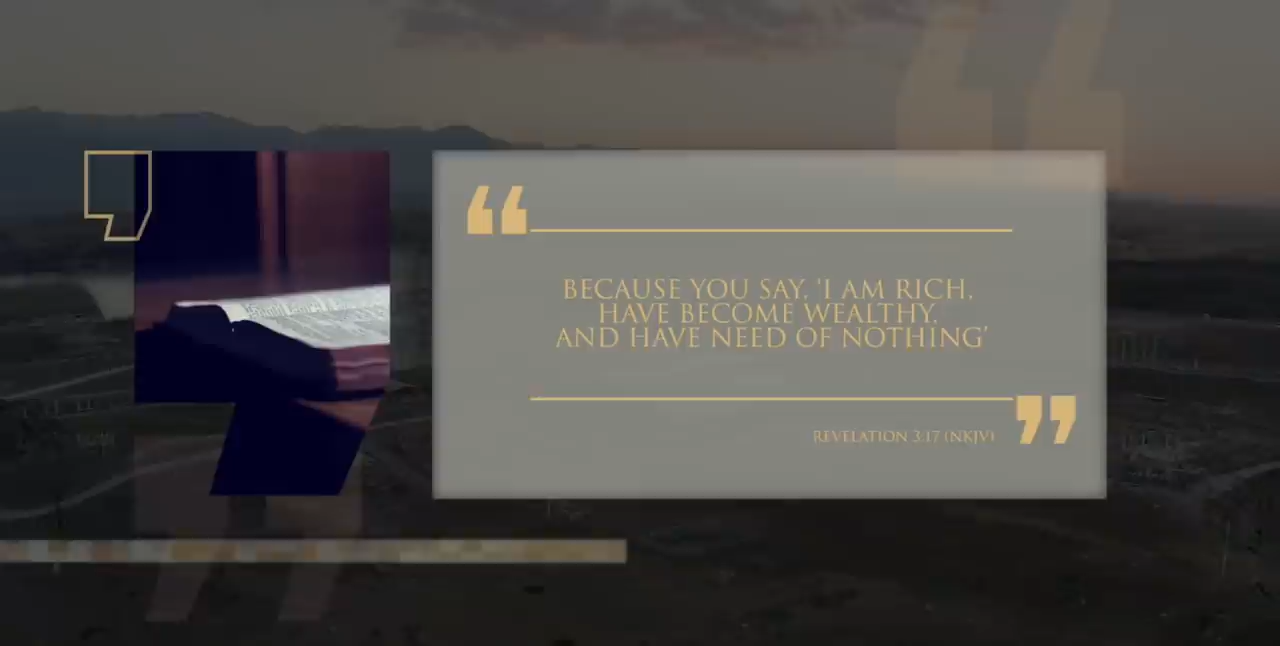 BECAUSE YOU SAY, 'I AM RICH,
HAVE BECOME WEALTHY,
AND HAVE NEED OF NOTHING'
REVELATION 3:17 (NKJV)